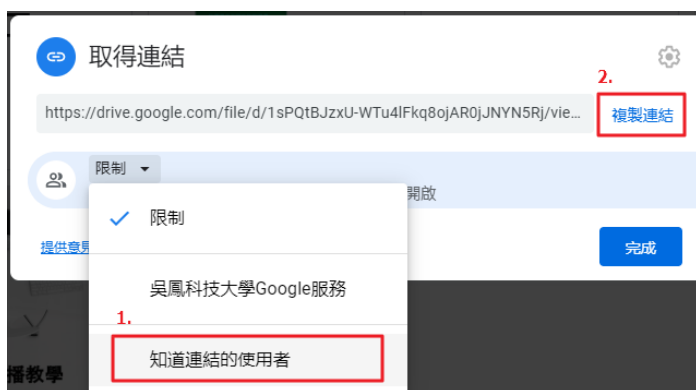 取得連結
2.
https://drive.google.com/file/d/1sPQtBJzxU-WTu4lFkq8ojAR0jJNYN5Rj/vie...
複製連結
限制
開啟
限制
提供意見
完成
吳鳳科技大學Google服務
1.
知道連結的使用者
播教學